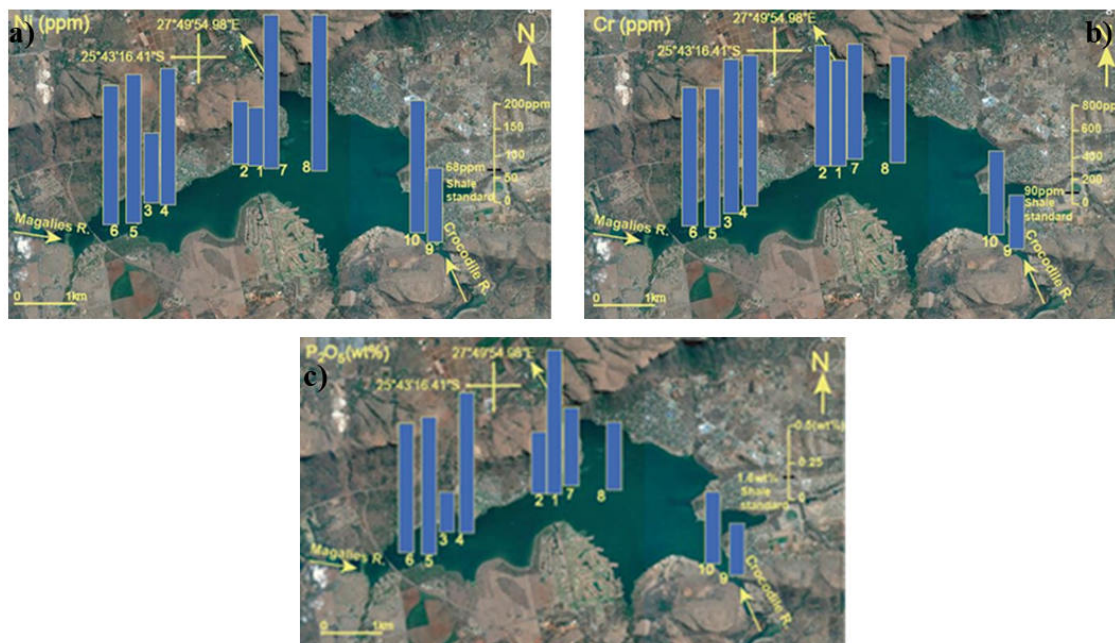 a)
Ni (ppm)
27°49'54.98"E
25°43'16.41"S
N
200ppm
150
100
68ppm
50
Shale
standard
0
2 1 7 8
3 4
6 5
10
9
Magalies R.
Crocodile R.
0 1km
b)
Cr (ppm)
27°49'54.98"E
25°43'16.41"S
N
800ppm
600
400
200
90ppm
Shale
standard
0
2 1 7 8
6 5 3 4
10
9
Magalies R.
Crocodile R.
0 1km
c)
P2O5(wt%)
27°49'54.98"E
25°43'16.41"S
N
0.5(wt%)
0.25
1.6wt%
Shale
standard
0
2 1 7 8
3 4
6 5
10
9
Magalies R.
Crocodile R.
0 1km